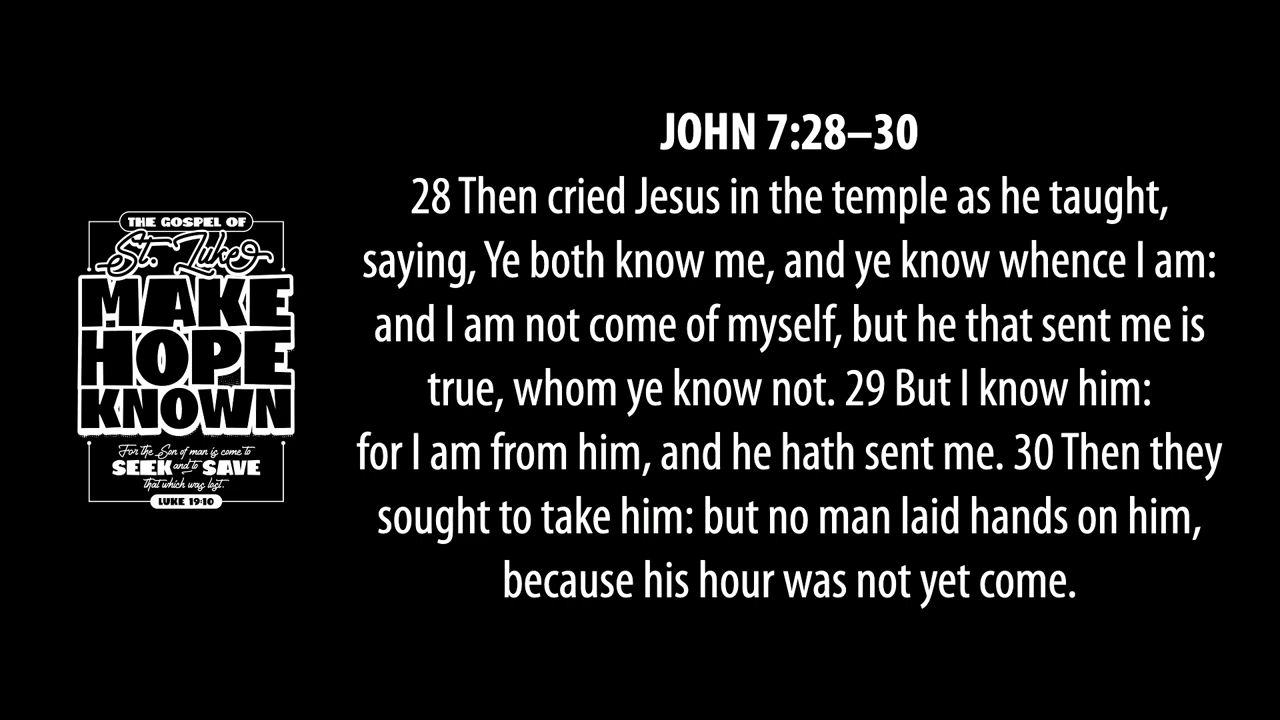 THE GOSPEL OF
St. Luke
MAKE
HOPE
KNOWN
For the Son of man is come to
SEEK and to SAVE
that which was lost.
LUKE 19:10
JOHN 7:28–30
28 Then cried Jesus in the temple as he taught,
saying, Ye both know me, and ye know whence I am:
and I am not come of myself, but he that sent me is
true, whom ye know not. 29 But I know him:
for I am from him, and he hath sent me. 30 Then they
sought to take him: but no man laid hands on him,
because his hour was not yet come.